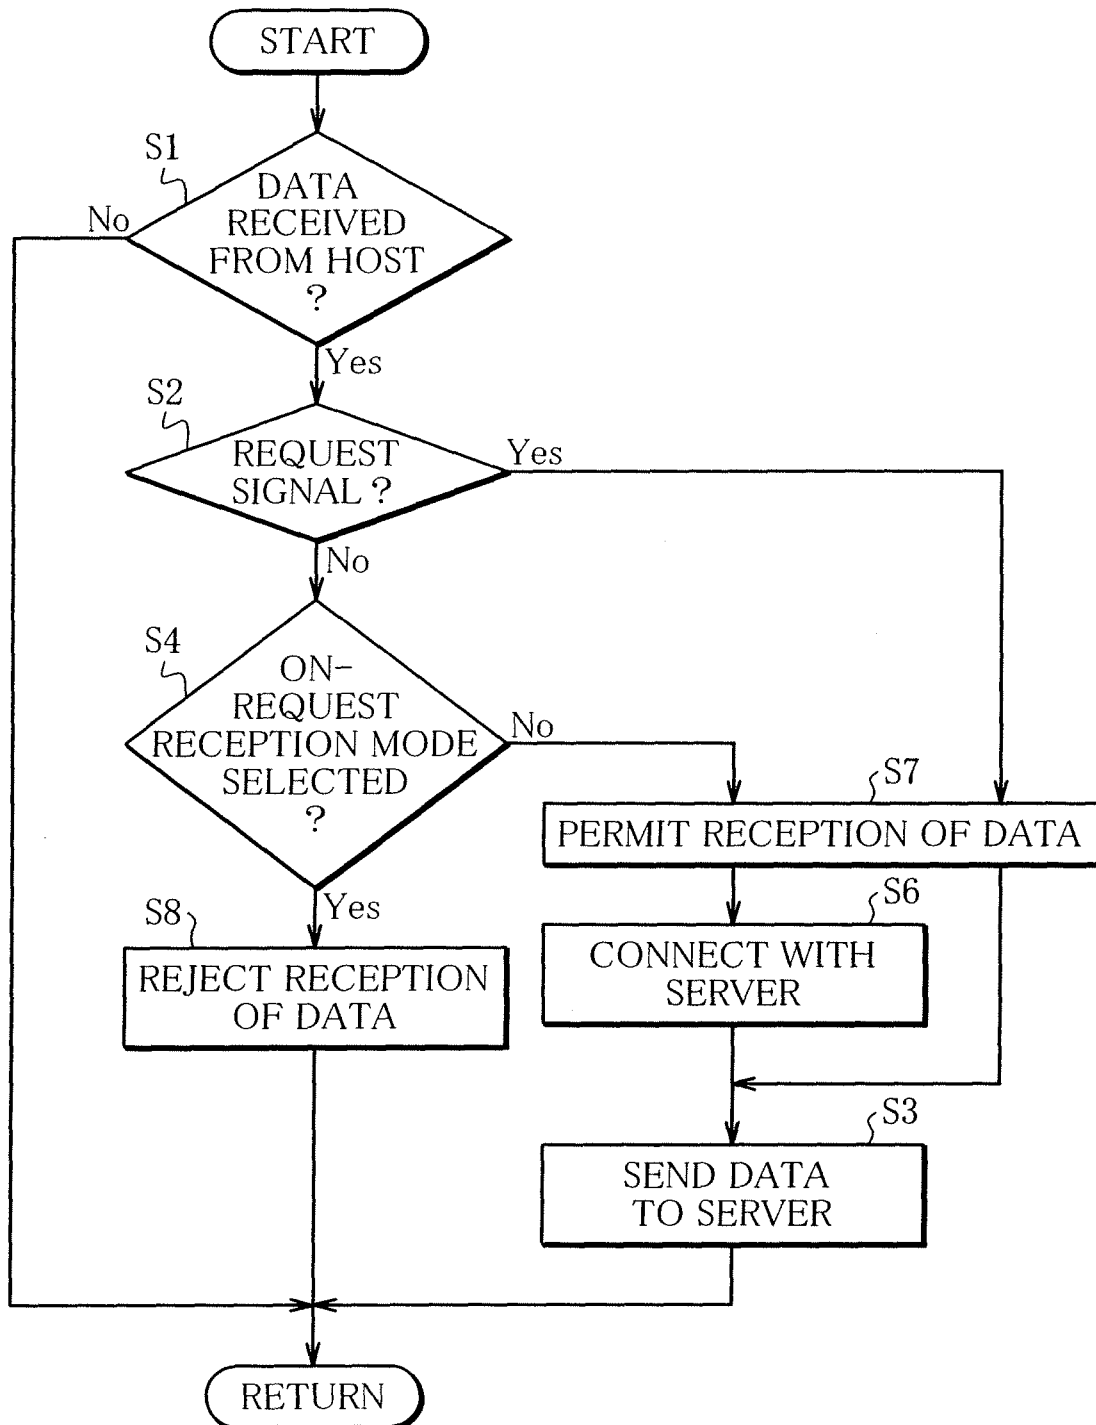 START
S1
DATA
RECEIVED
FROM HOST
?
No
Yes
S2
REQUEST
SIGNAL ?
Yes
No
S4
ON-
REQUEST
RECEPTION MODE
SELECTED
?
No
Yes
S7
PERMIT RECEPTION OF DATA
S8
REJECT RECEPTION
OF DATA
S6
CONNECT WITH
SERVER
S3
SEND DATA
TO SERVER
RETURN